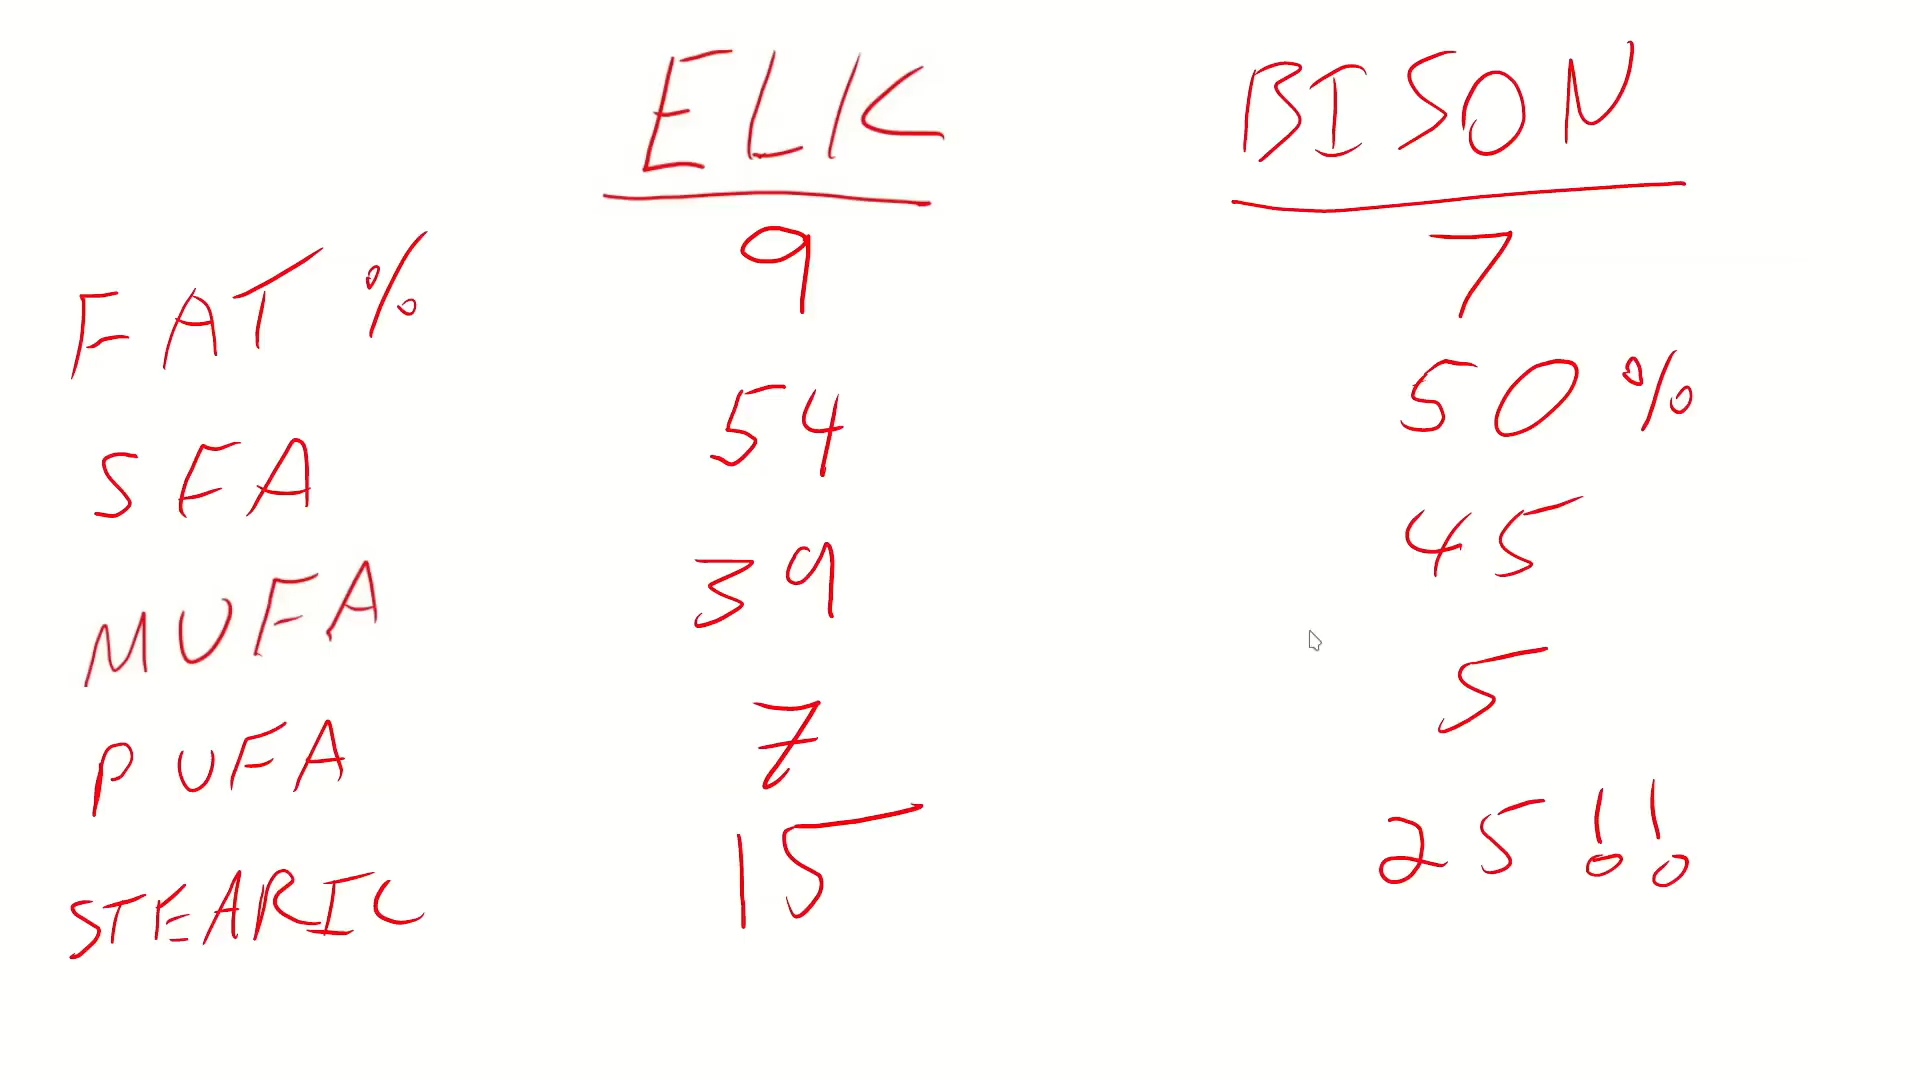 ELK BISON
FAT % 9 7
SFA 54 50%
MUFA 39 45
PUFA 7 5
STEARIC 15 25!!